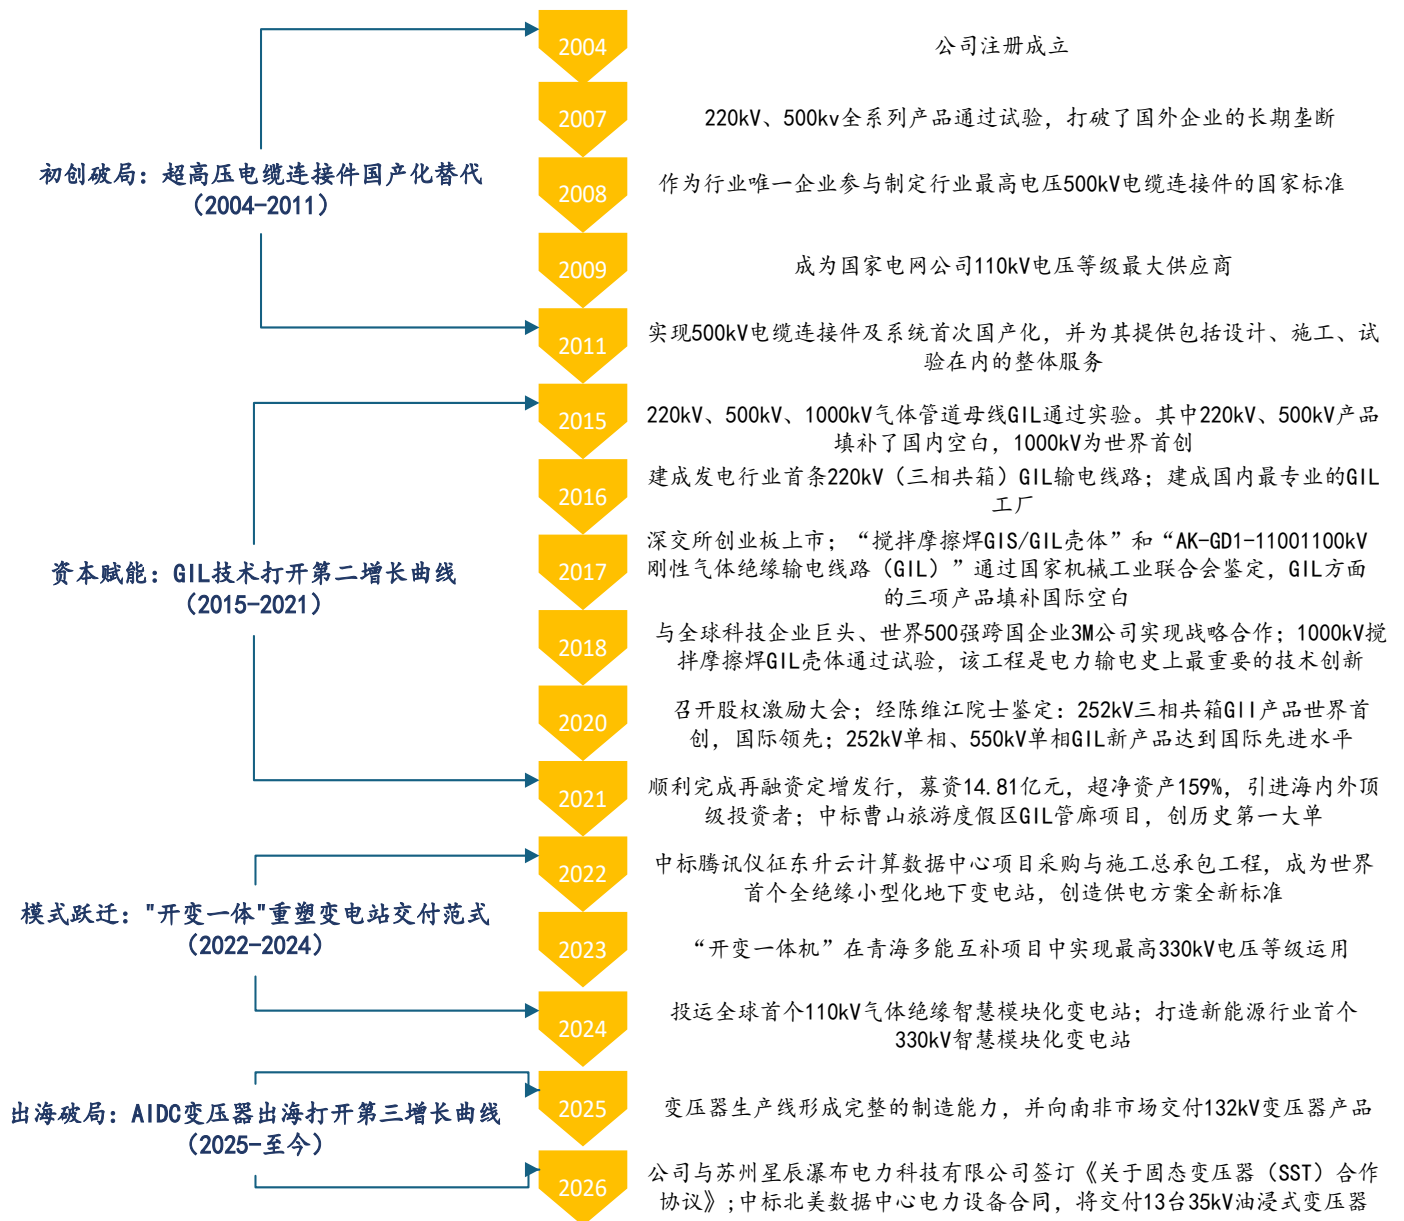 初创破局：超高压电缆连接件国产化替代
（2004-2011）
2004
公司注册成立
2007
220kV、500kv全系列产品通过试验，打破了国外企业的长期垄断
2008
作为行业唯一企业参与制定行业最高电压500kV电缆连接件的国家标准
2009
成为国家电网公司110kV电压等级最大供应商
2011
实现500kV电缆连接件及系统首次国产化，并为其提供包括设计、施工、试
验在内的整体服务
资本赋能：GIL技术打开第二增长曲线
（2015-2021）
2015
220kV、500kV、1000kV气体管道母线GIL通过实验。其中220kV、500kV产品
填补了国内空白，1000kV为世界首创
2016
建成发电行业首条220kV（三相共箱）GIL输电线路；建成国内最专业的GIL
工厂
2017
深交所创业板上市；“搅拌摩擦焊GIS/GIL壳体”和“AK-GD1-11001100kV
刚性气体绝缘输电线路（GIL）”通过国家机械工业联合会鉴定，GIL方面
的三项产品填补国际空白
2018
与全球科技企业巨头、世界500强跨国企业3M公司实现战略合作；1000kV搅
拌摩擦焊GIL壳体通过试验，该工程是电力输电史上最重要的技术创新
2020
召开股权激励大会；经陈维江院士鉴定：252kV三相共箱GIl产品世界首
创，国际领先；252kV单相、550kV单相GIL新产品达到国际先进水平
2021
顺利完成再融资定增发行，募资14.81亿元，超净资产159%，引进海内外顶
级投资者；中标曹山旅游度假区GIL管廊项目，创历史第一大单
模式跃迁："开变一体"重塑变电站交付范式
（2022-2024）
2022
中标腾讯仪征东升云计算数据中心项目采购与施工总承包工程，成为世界
首个全绝缘小型化地下变电站，创造供电方案全新标准
2023
“开变一体机”在青海多能互补项目中实现最高330kV电压等级运用
2024
投运全球首个110kV气体绝缘智慧模块化变电站；打造新能源行业首个
330kV智慧模块化变电站
出海破局：AIDC变压器出海打开第三增长曲线
（2025-至今）
2025
变压器生产线形成完整的制造能力，并向南非市场交付132kV变压器产品
2026
公司与苏州星辰瀑布电力科技有限公司签订《关于固态变压器（SST）合作
协议》;中标北美数据中心电力设备合同，将交付13台35kV油浸式变压器